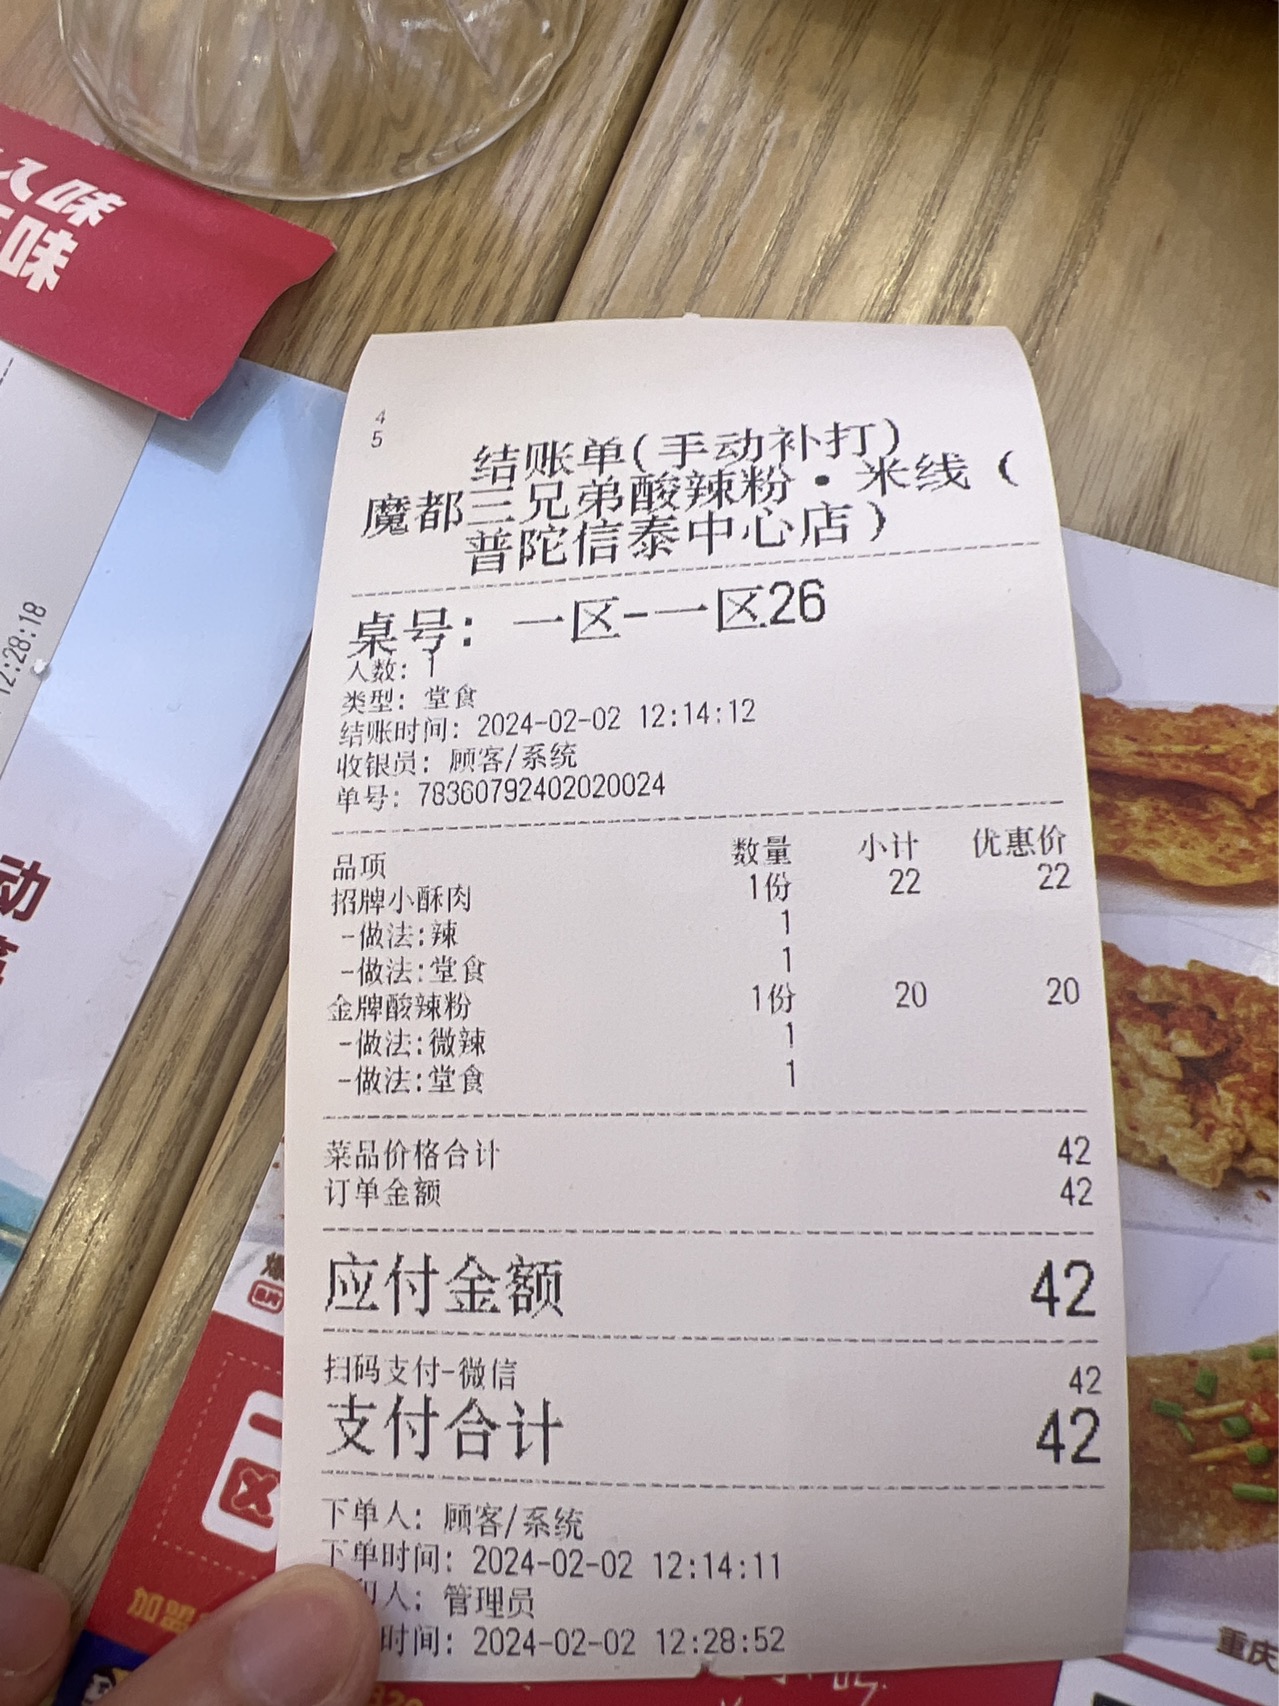 入味
味
12:28:18
动
4
5
结账单(手动补打)
魔都三兄弟酸辣粉·米线(
普陀信泰中心店)
桌号: 一区-一区26
人数: 1
类型: 堂食
结账时间: 2024-02-02 12:14:12
收银员: 顾客/系统
单号: 78360792402020024
品项 数量 小计 优惠价
招牌小酥肉 1份 22 22
-做法:辣 1
-做法:堂食 1
金牌酸辣粉 1份 20 20
-做法:微辣 1
-做法:堂食 1
菜品价格合计 42
订单金额 42
应付金额 42
扫码支付-微信 42
支付合计 42
下单人: 顾客/系统
下单时间: 2024-02-02 12:14:11
人: 管理员
时间: 2024-02-02 12:28:52
加盟
重庆